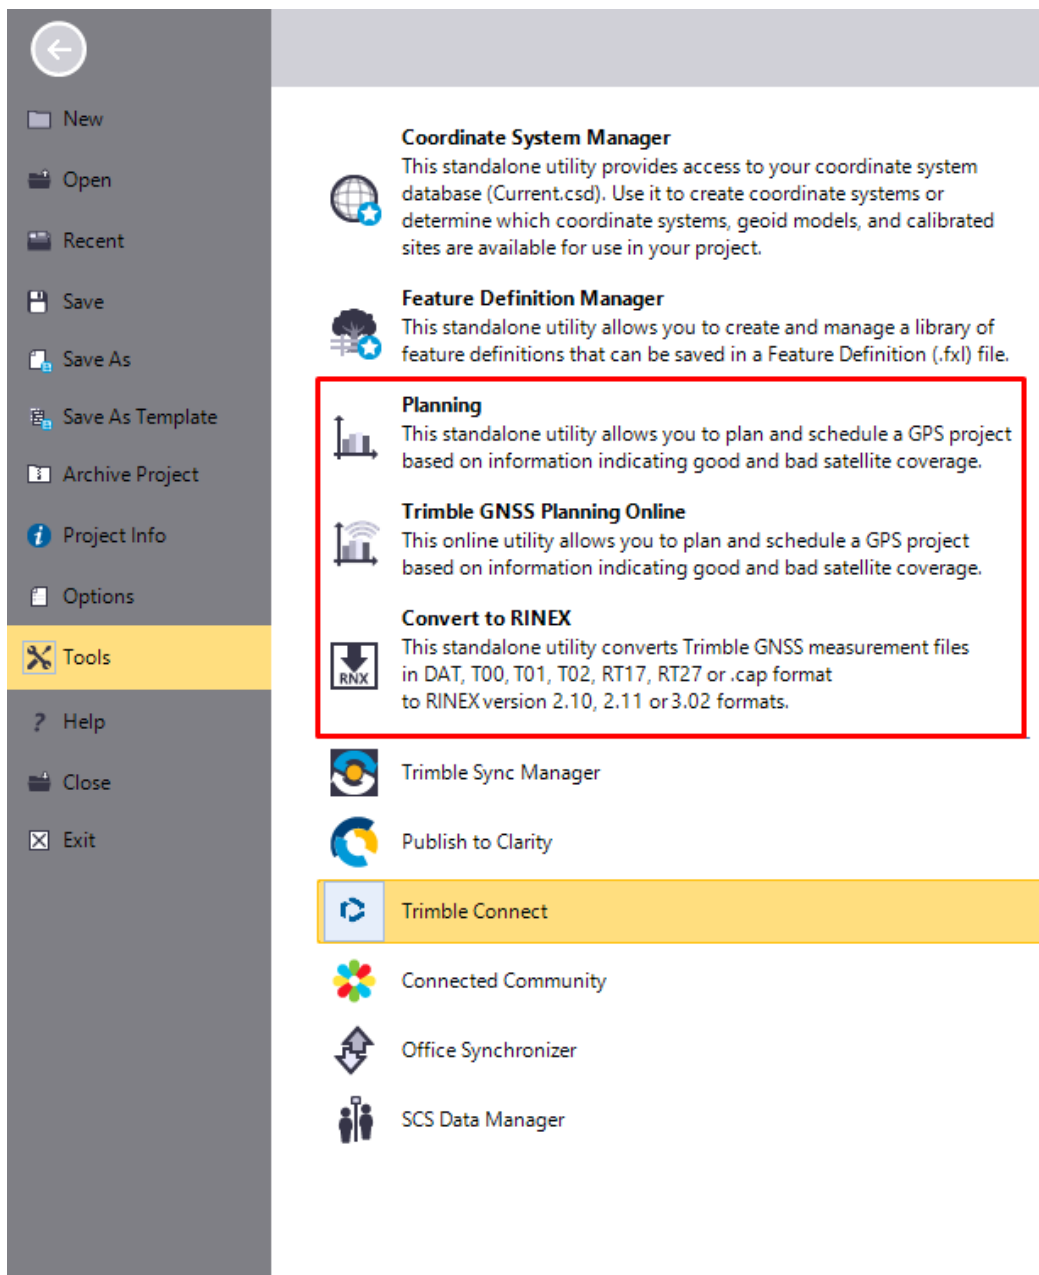 New
Open
Recent
Save
Save As
Save As Template
Archive Project
Project Info
Options
Tools
Help
Close
Exit
Coordinate System Manager
This standalone utility provides access to your coordinate system
database (Current.csd). Use it to create coordinate systems or
determine which coordinate systems, geoid models, and calibrated
sites are available for use in your project.
Feature Definition Manager
This standalone utility allows you to create and manage a library of
feature definitions that can be saved in a Feature Definition (.fxl) file.
Planning
This standalone utility allows you to plan and schedule a GPS project
based on information indicating good and bad satellite coverage.
Trimble GNSS Planning Online
This online utility allows you to plan and schedule a GPS project
based on information indicating good and bad satellite coverage.
Convert to RINEX
This standalone utility converts Trimble GNSS measurement files
in DAT, T00, T01, T02, RT17, RT27 or .cap format
to RINEX version 2.10, 2.11 or 3.02 formats.
RNX
Trimble Sync Manager
Publish to Clarity
Trimble Connect
Connected Community
Office Synchronizer
SCS Data Manager